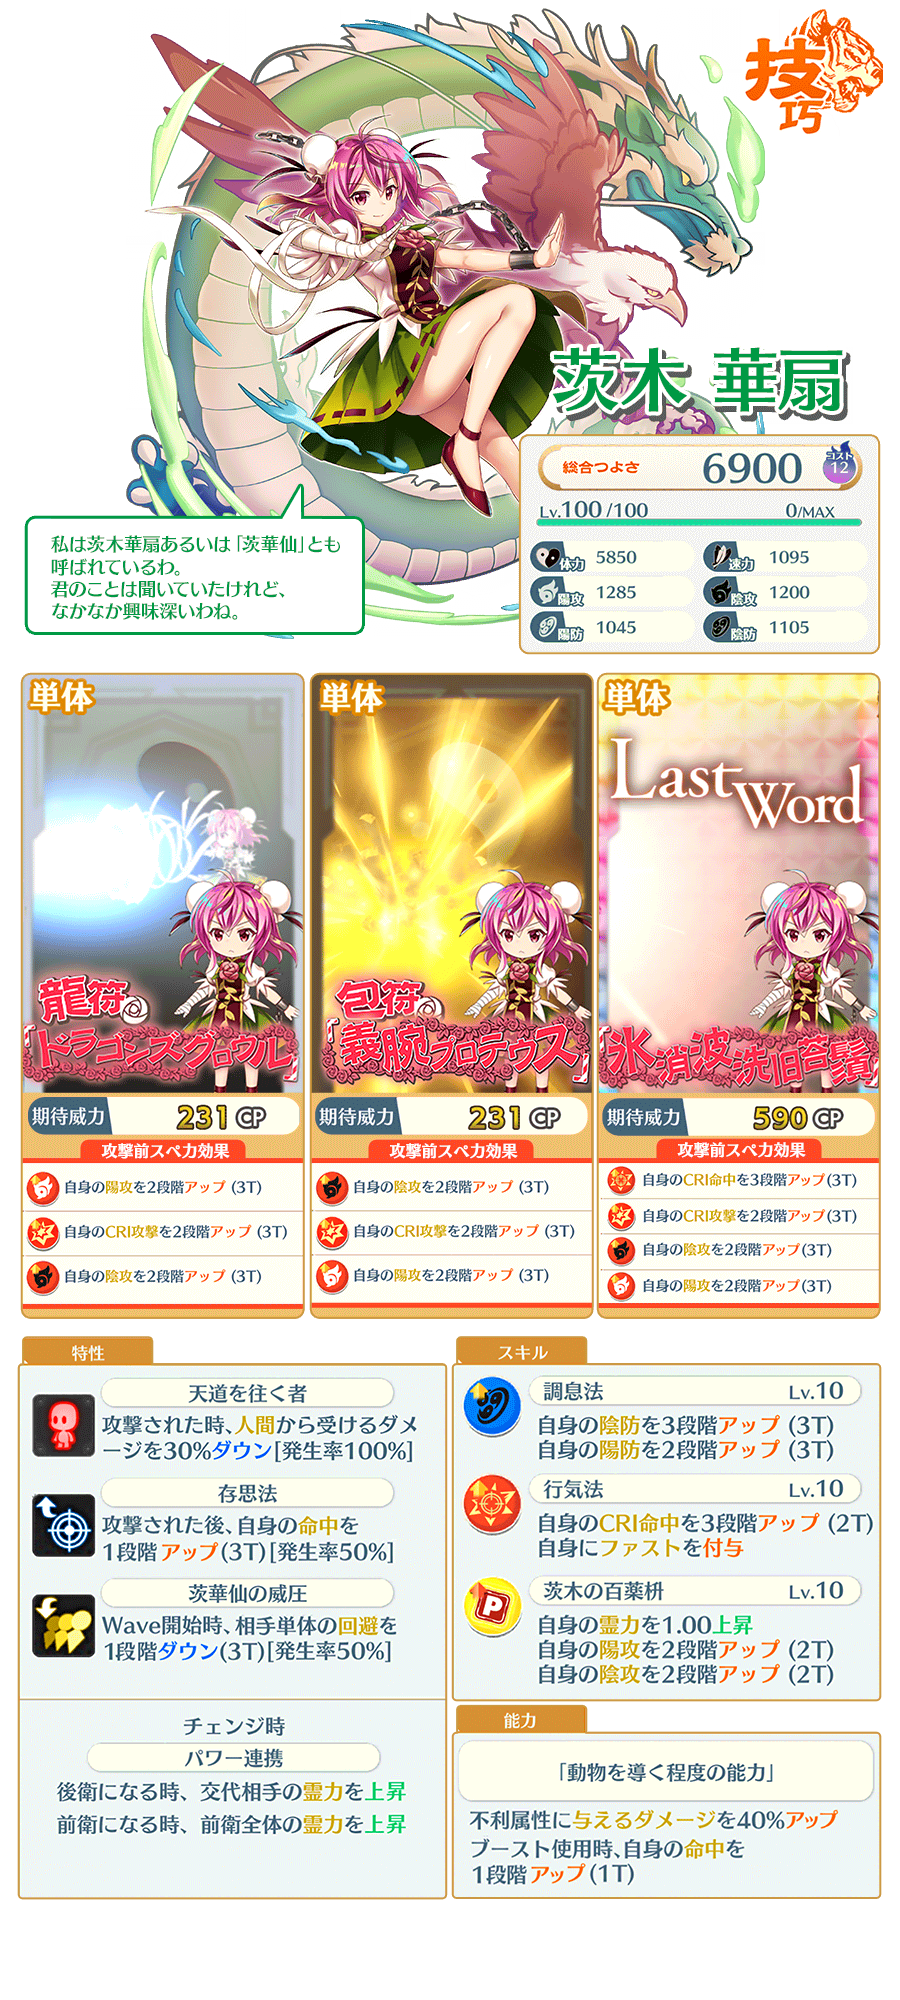 技巧
茨木 華扇
総合つよさ 6900 コスト 12
Lv.100/100 0/MAX
体力 5850 速力 1095
陽攻 1285 陰攻 1200
陽防 1045 陰防 1105
私は茨木華扇あるいは「茨華仙」とも
呼ばれているわ。
君のことは聞いていたけれど、
なかなか興味深いわね。
単体
龍符
「ドラゴンズグロウル」
期待威力 231 CP
攻撃前スペカ効果
自身の陽攻を2段階アップ (3T)
自身のCRI攻撃を2段階アップ (3T)
自身の陰攻を2段階アップ (3T)
単体
包符
「義腕プロテウス」
期待威力 231 CP
攻撃前スペカ効果
自身の陰攻を2段階アップ (3T)
自身のCRI攻撃を2段階アップ (3T)
自身の陽攻を2段階アップ (3T)
単体
Last Word
「氷消波洗旧苔鬚」
期待威力 590 CP
攻撃前スペカ効果
自身のCRI命中を3段階アップ(3T)
自身のCRI攻撃を2段階アップ(3T)
自身の陰攻を2段階アップ(3T)
自身の陽攻を2段階アップ(3T)
特性
天道を往く者
攻撃された時、人間から受けるダメ
ージを30%ダウン[発生率100%]
存思法
攻撃された後、自身の命中を
1段階アップ(3T)[発生率50%]
茨華仙の威圧
Wave開始時、相手単体の回避を
1段階ダウン(3T)[発生率50%]
チェンジ時
パワー連携
後衛になる時、交代相手の霊力を上昇
前衛になる時、前衛全体の霊力を上昇
スキル
調息法 Lv.10
自身の陰防を3段階アップ (3T)
自身の陽防を2段階アップ (3T)
行気法 Lv.10
自身のCRI命中を3段階アップ (2T)
自身にファストを付与
P
茨木の百薬枡 Lv.10
自身の霊力を1.00上昇
自身の陽攻を2段階アップ (2T)
自身の陰攻を2段階アップ (2T)
能力
「動物を導く程度の能力」
不利属性に与えるダメージを40%アップ
ブースト使用時、自身の命中を
1段階アップ(1T)